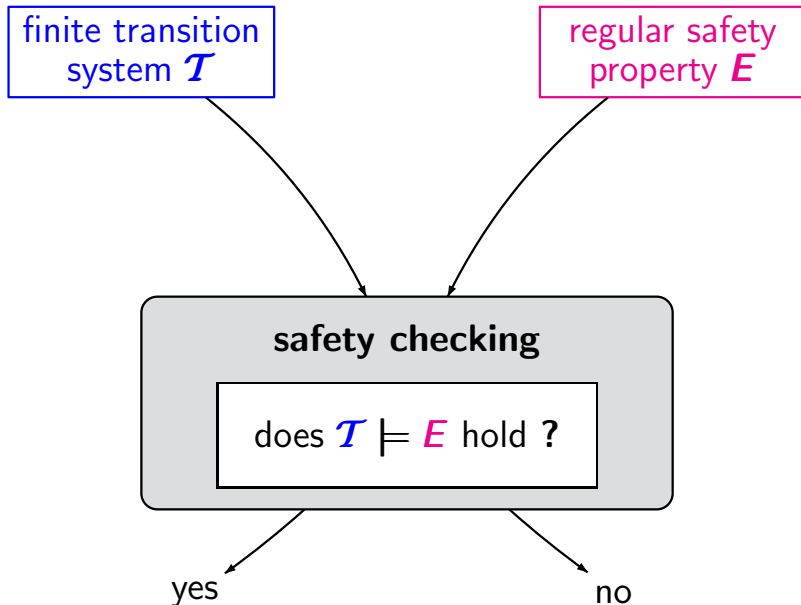 finite transition
system 𝓣
regular safety
property E
safety checking
does 𝓣 ⊨ E hold ?
yes
no